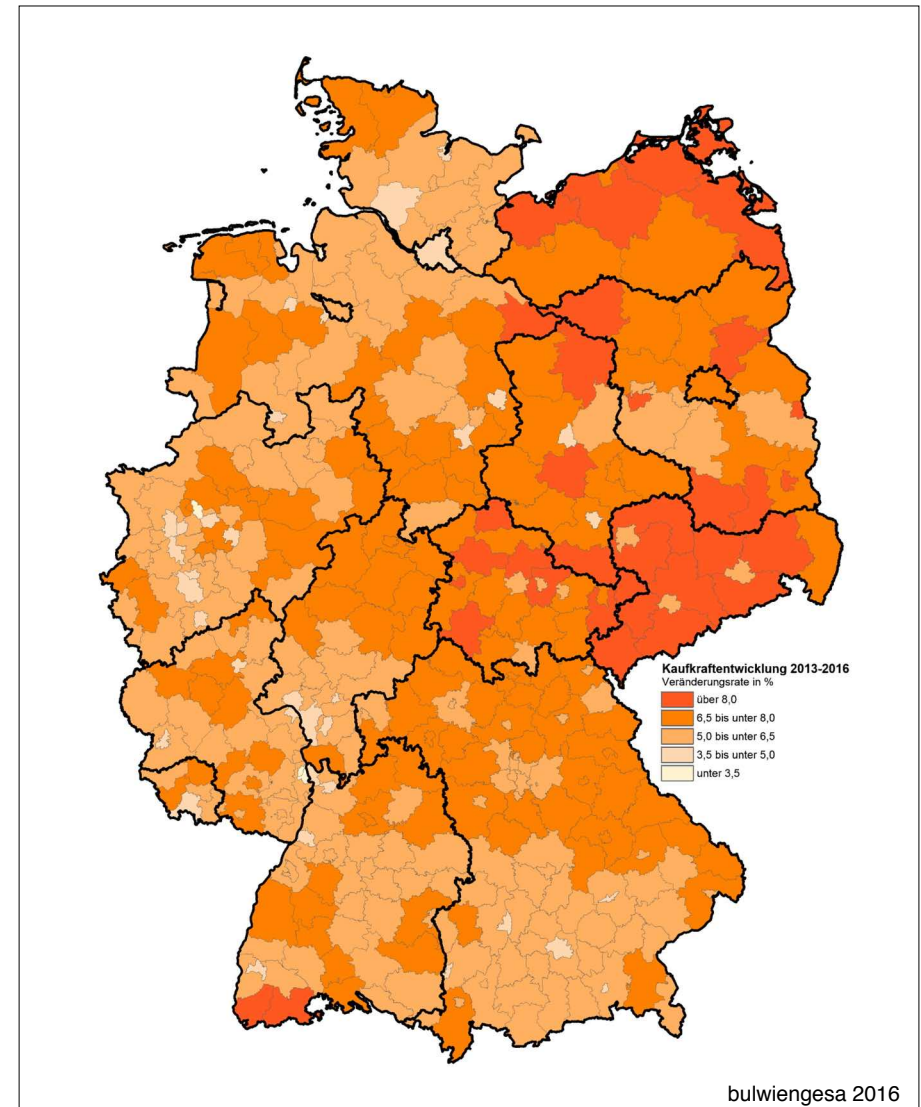 Kaufkraftentwicklung 2013-2016
Veränderungsrate in %
über 8,0
6,5 bis unter 8,0
5,0 bis unter 6,5
3,5 bis unter 5,0
unter 3,5
bulwiengesa 2016